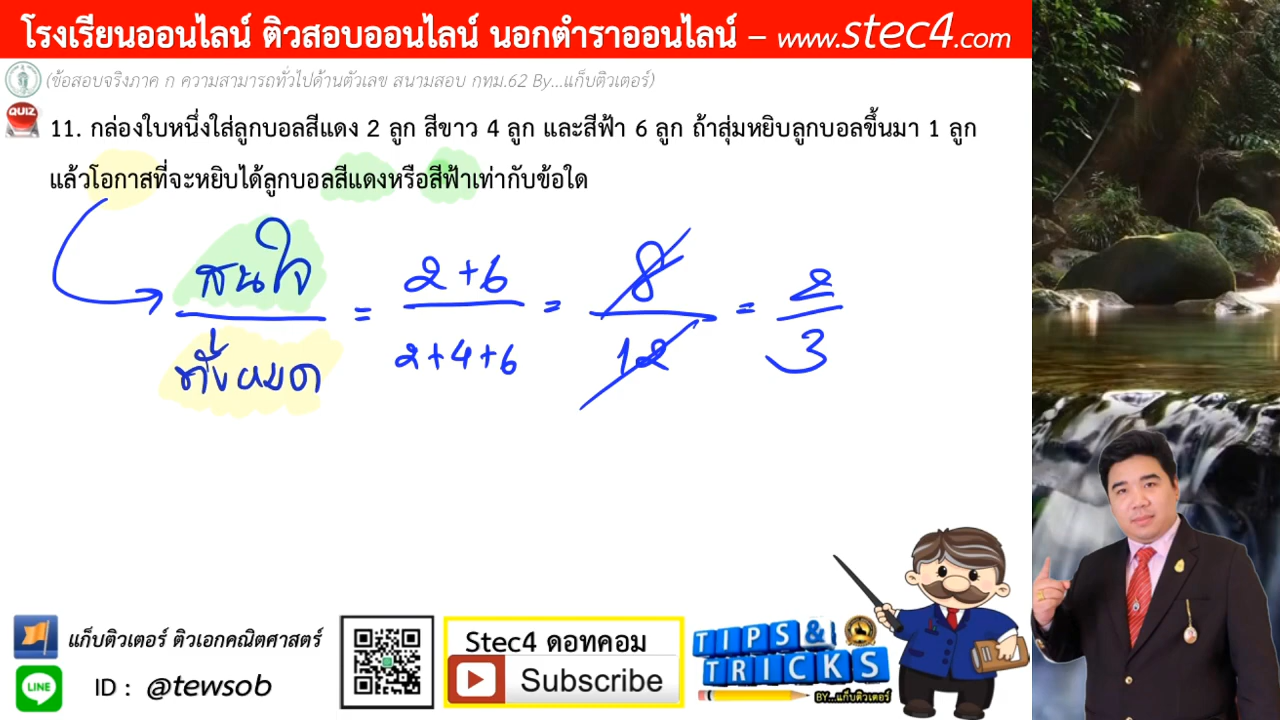 โรงเรียนออนไลน์ ติวสอบออนไลน์ นอกตำราออนไลน์ – www.stec4.com
(ข้อสอบจริงภาค ก ความสามารถทั่วไปด้านตัวเลข สนามสอบ กทม.62 By...แก็บติวเตอร์)
QUIZ
11. กล่องใบหนึ่งใส่ลูกบอลสีแดง 2 ลูก สีขาว 4 ลูก และสีฟ้า 6 ลูก ถ้าสุ่มหยิบลูกบอลขึ้นมา 1 ลูก
แล้วโอกาสที่จะหยิบได้ลูกบอลสีแดงหรือสีฟ้าเท่ากับข้อใด
สนใจ/ทั้งหมด = (2+6)/(2+4+6) = 8/12 = 2/3
แก็บติวเตอร์ ติวเอกคณิตศาสตร์
LINE
ID : @tewsob
Stec4 ดอทคอม
Subscribe
TIPS &
TRICKS
BY...แก็บติวเตอร์